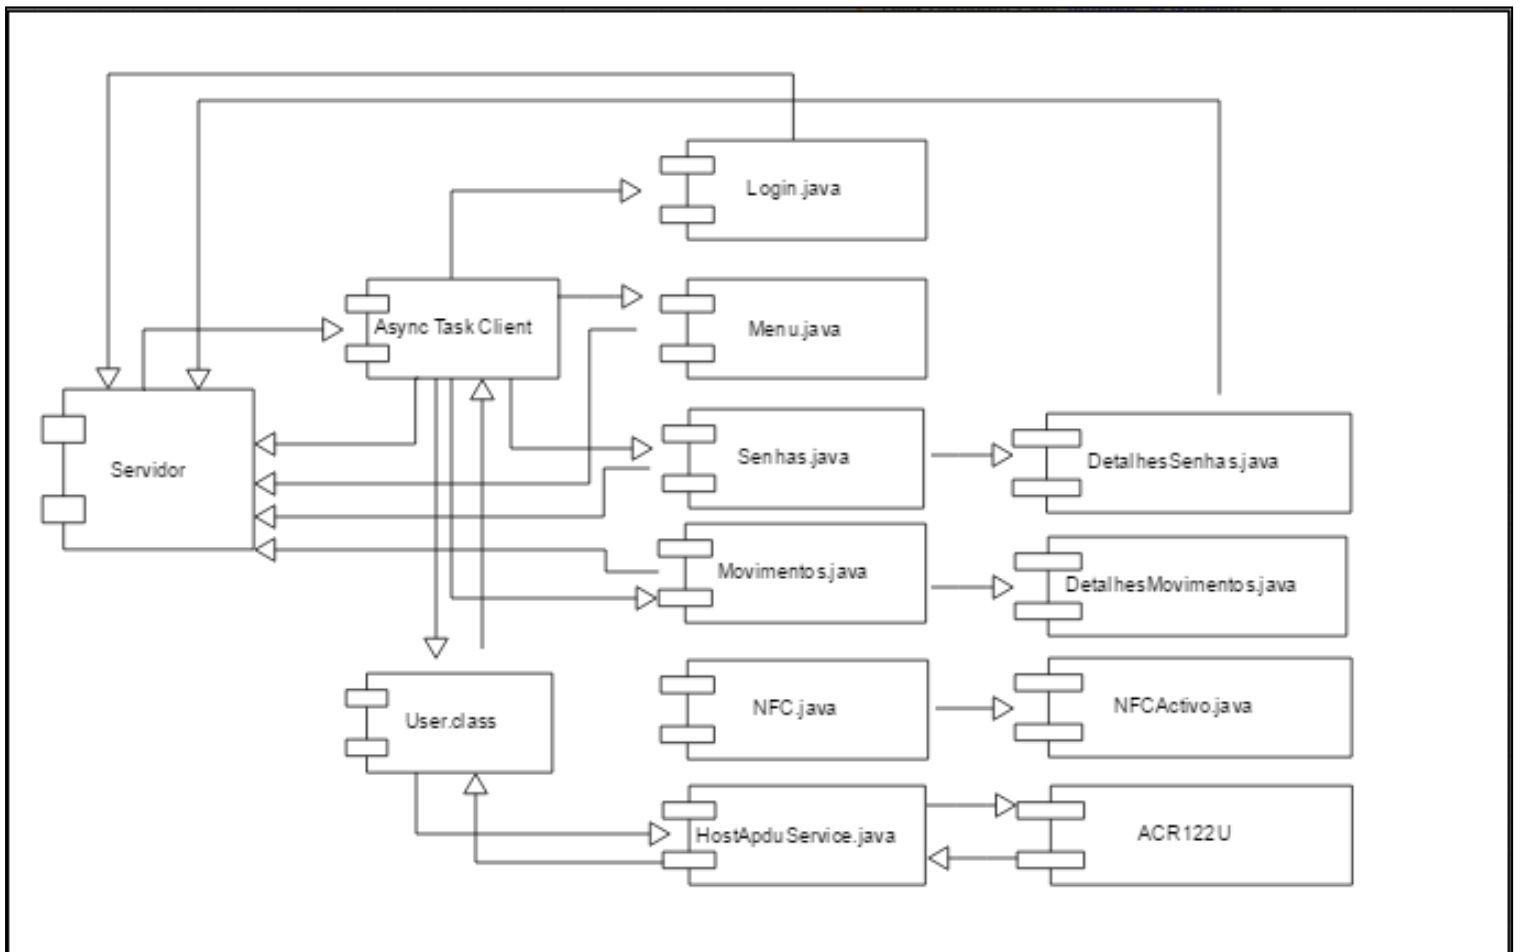 Login.java
Async Task Client
Menu.java
Servidor
Senhas.java
DetalhesSenhas.java
Movimentos.java
DetalhesMovimentos.java
User.class
NFC.java
NFCActivo.java
HostApduService.java
ACR122U